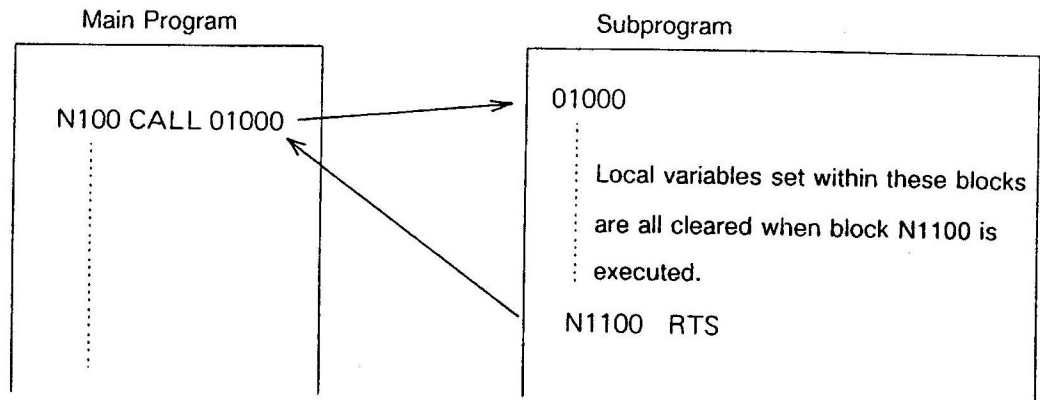 Main Program
Subprogram
N100 CALL 01000
01000
Local variables set within these blocks
are all cleared when block N1100 is
executed.
N1100 RTS